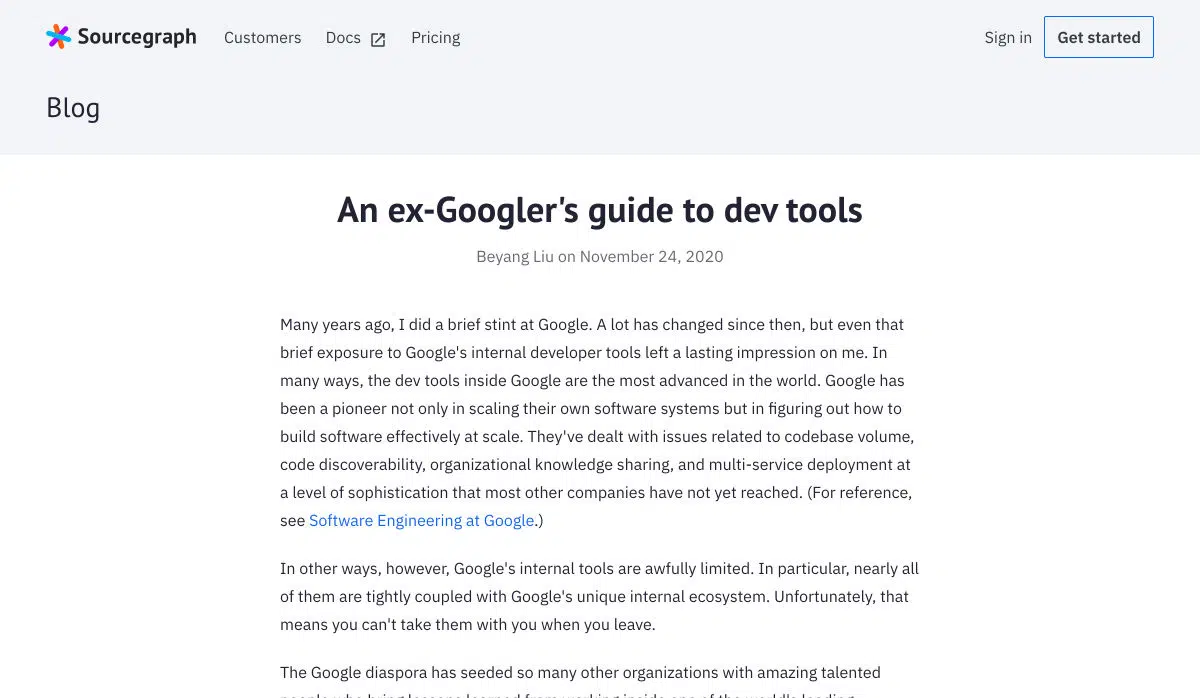 Sourcegraph Customers Docs Pricing Sign in Get started
Blog
An ex-Googler's guide to dev tools
Beyang Liu on November 24, 2020
Many years ago, I did a brief stint at Google. A lot has changed since then, but even that
brief exposure to Google's internal developer tools left a lasting impression on me. In
many ways, the dev tools inside Google are the most advanced in the world. Google has
been a pioneer not only in scaling their own software systems but in figuring out how to
build software effectively at scale. They've dealt with issues related to codebase volume,
code discoverability, organizational knowledge sharing, and multi-service deployment at
a level of sophistication that most other companies have not yet reached. (For reference,
see Software Engineering at Google.)
In other ways, however, Google's internal tools are awfully limited. In particular, nearly all
of them are tightly coupled with Google's unique internal ecosystem. Unfortunately, that
means you can't take them with you when you leave.
The Google diaspora has seeded so many other organizations with amazing talented